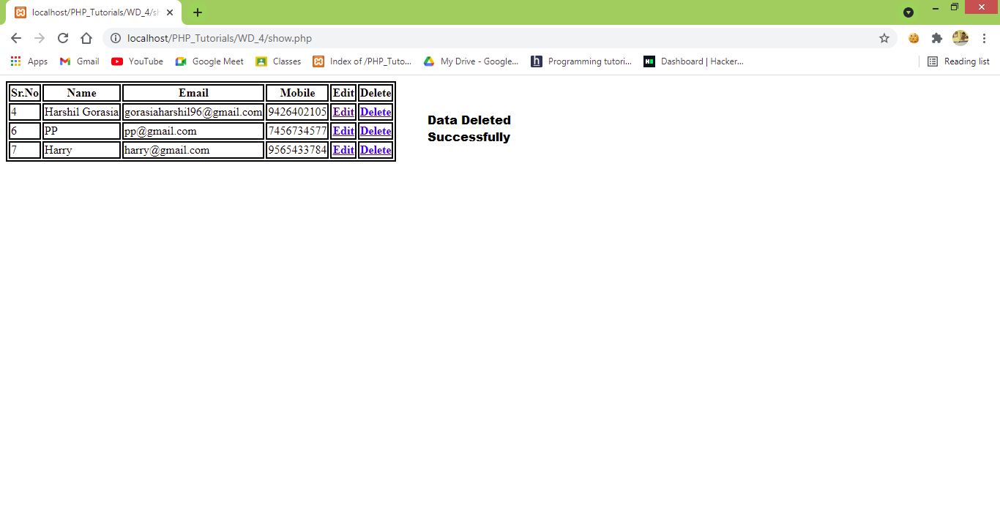 localhost/PHP_Tutorials/WD_4/sh
localhost/PHP_Tutorials/WD_4/show.php
Apps Gmail YouTube Google Meet Classes Index of /PHP_Tuto... My Drive - Google... Programming tutori... Dashboard | Hacker... Reading list
Sr.No Name Email Mobile Edit Delete
4 Harshil Gorasia gorasiaharshil96@gmail.com 9426402105 Edit Delete
6 PP pp@gmail.com 7456734577 Edit Delete
7 Harry harry@gmail.com 9565433784 Edit Delete
Data Deleted
Successfully